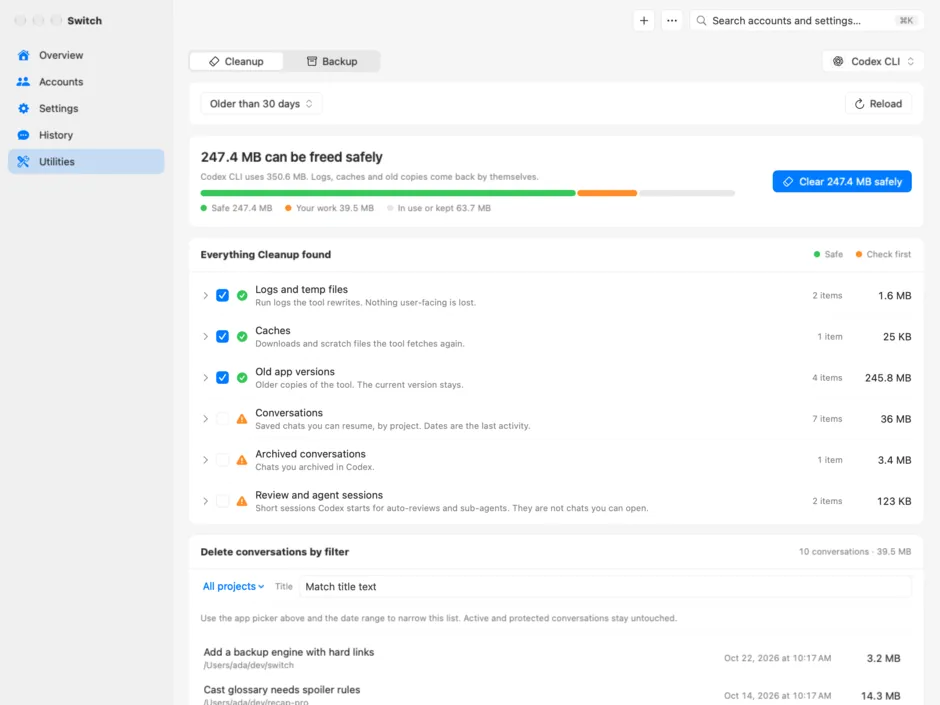 Switch
Search accounts and settings... ⌘K
Overview
Accounts
Settings
History
Utilities
Cleanup Backup Codex CLI
Older than 30 days Reload
247.4 MB can be freed safely
Codex CLI uses 350.6 MB. Logs, caches and old copies come back by themselves.
Clear 247.4 MB safely
Safe 247.4 MB Your work 39.5 MB In use or kept 63.7 MB
Everything Cleanup found Safe Check first
Logs and temp files
Run logs the tool rewrites. Nothing user-facing is lost.
2 items 1.6 MB
Caches
Downloads and scratch files the tool fetches again.
1 item 25 KB
Old app versions
Older copies of the tool. The current version stays.
4 items 245.8 MB
Conversations
Saved chats you can resume, by project. Dates are the last activity.
7 items 36 MB
Archived conversations
Chats you archived in Codex.
1 item 3.4 MB
Review and agent sessions
Short sessions Codex starts for auto-reviews and sub-agents. They are not chats you can open.
2 items 123 KB
Delete conversations by filter 10 conversations · 39.5 MB
All projects Title Match title text
Use the app picker above and the date range to narrow this list. Active and protected conversations stay untouched.
Add a backup engine with hard links
/Users/ada/dev/switch
Oct 22, 2026 at 10:17 AM 3.2 MB
Cast glossary needs spoiler rules
/Users/ada/dev/recap-pro
Oct 14, 2026 at 10:17 AM 14.3 MB